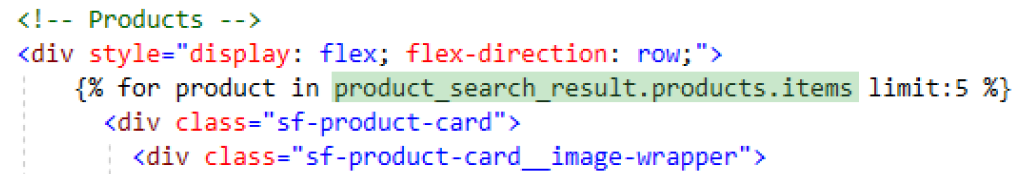 <!-- Products -->
<div style="display: flex; flex-direction: row;">
{% for product in product_search_result.products.items limit:5 %}
<div class="sf-product-card">
<div class="sf-product-card__image-wrapper">